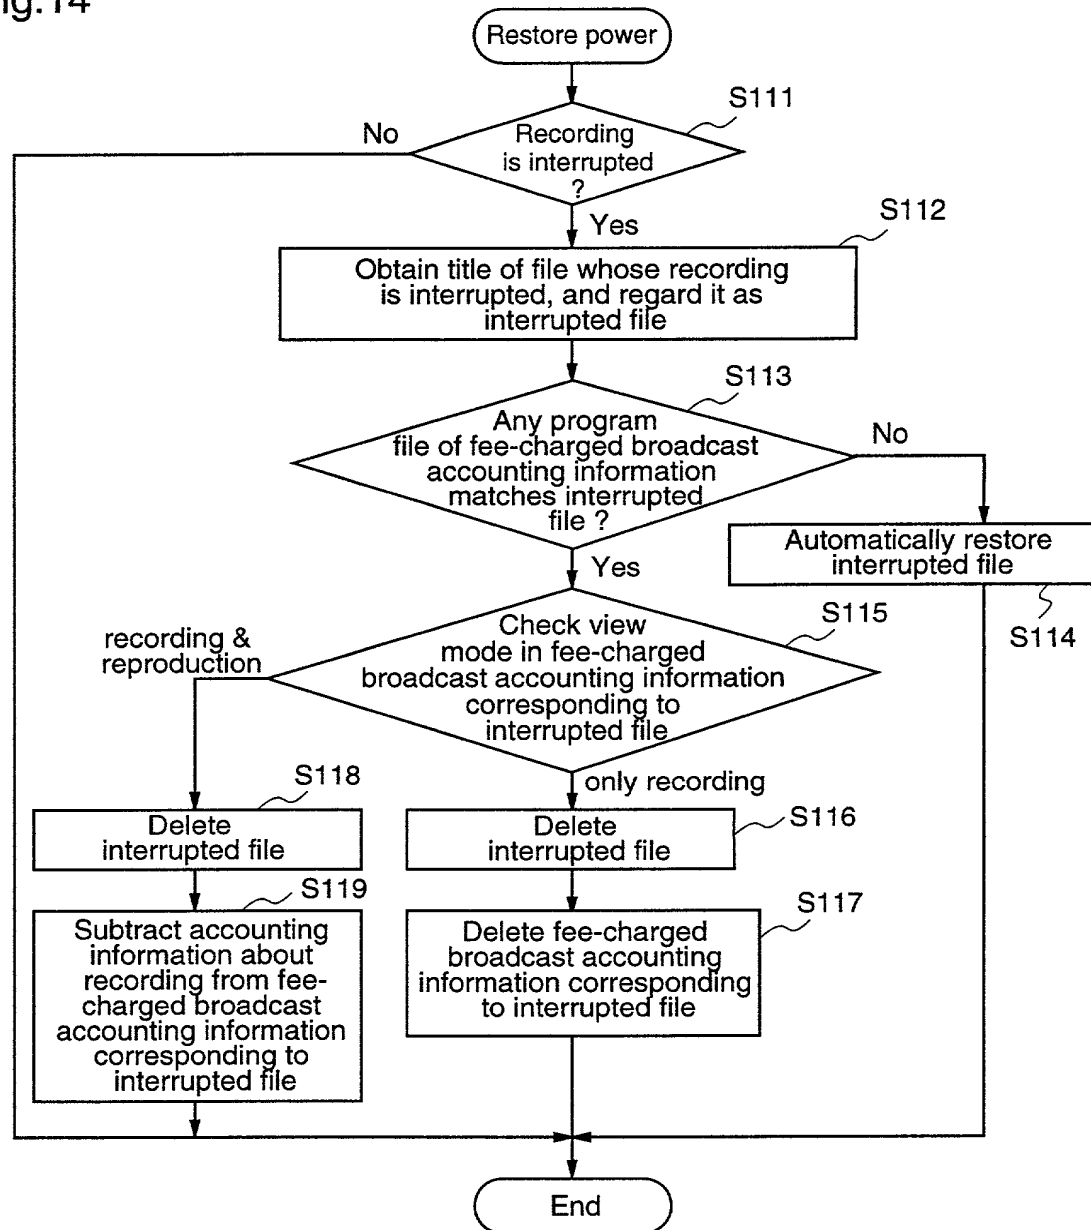 Fig.14
Restore power
S111
No
Recording
is interrupted
?
Yes
S112
Obtain title of file whose recording
is interrupted, and regard it as
interrupted file
S113
Any program
file of fee-charged broadcast
accounting information
matches interrupted
file ?
No
Yes
Automatically restore
interrupted file
S114
S115
Check view
mode in fee-charged
broadcast accounting information
corresponding to
interrupted file
recording &
reproduction
only recording
S118
Delete
interrupted file
S116
Delete
interrupted file
S119
Subtract accounting
information about
recording from fee-
charged broadcast
accounting information
corresponding to
interrupted file
S117
Delete fee-charged
broadcast accounting
information corresponding
to interrupted file
End